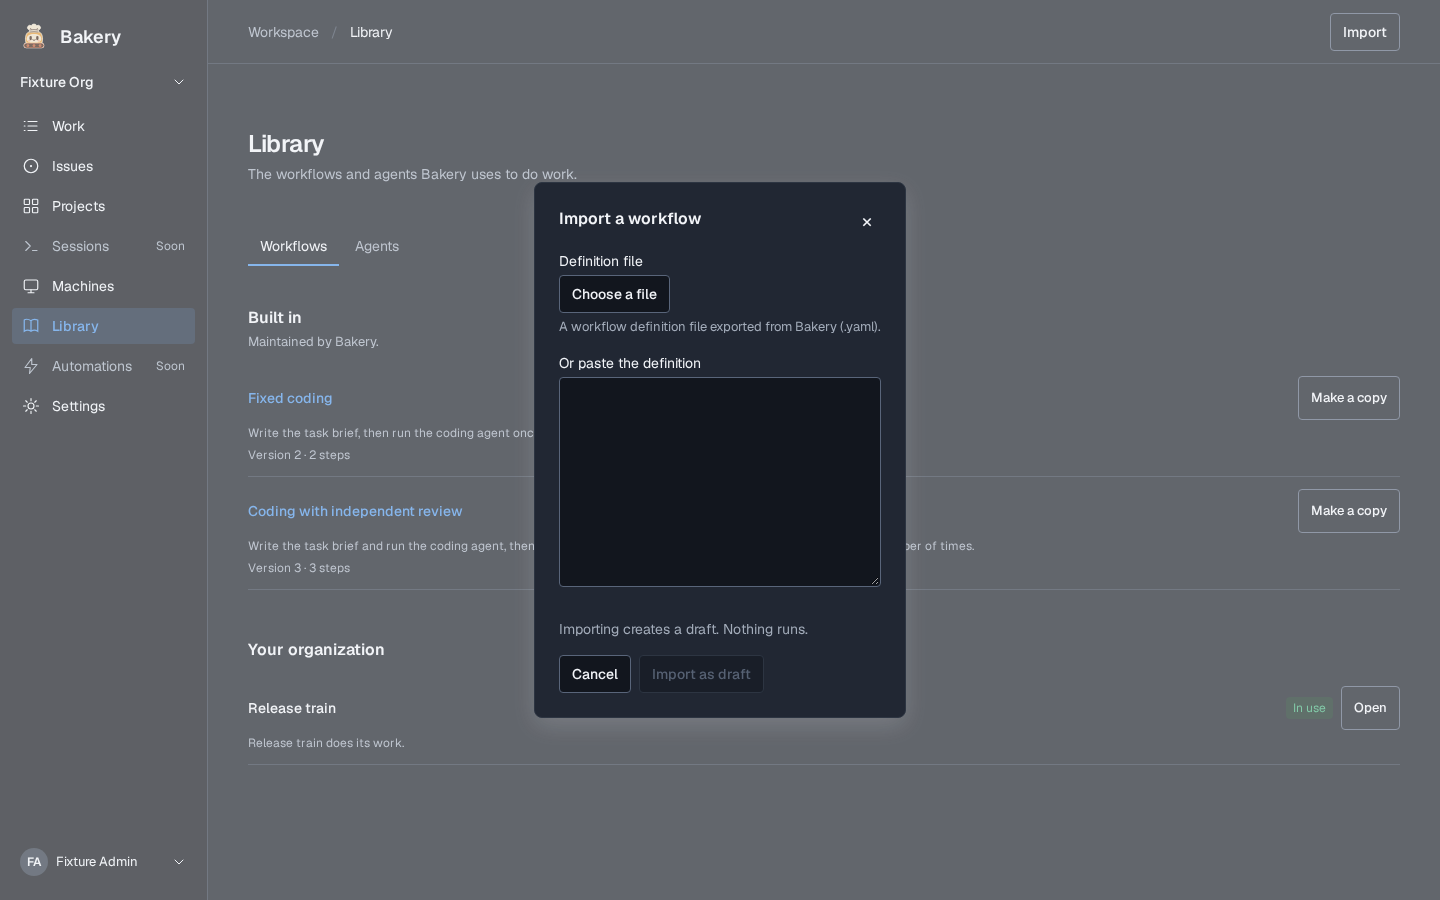 Bakery
Fixture Org
Work
Issues
Projects
Sessions Soon
Machines
Library
Automations Soon
Settings
FA Fixture Admin
Workspace / Library
Import
Library
The workflows and agents Bakery uses to do work.
Workflows Agents
Built in
Maintained by Bakery.
Fixed coding
Make a copy
Write the task brief, then run the coding agent onc
Version 2 · 2 steps
Coding with independent review
Make a copy
Write the task brief and run the coding agent, then
ber of times.
Version 3 · 3 steps
Your organization
Release train
In use
Open
Release train does its work.
Import a workflow
Definition file
Choose a file
A workflow definition file exported from Bakery (.yaml).
Or paste the definition
Importing creates a draft. Nothing runs.
Cancel Import as draft